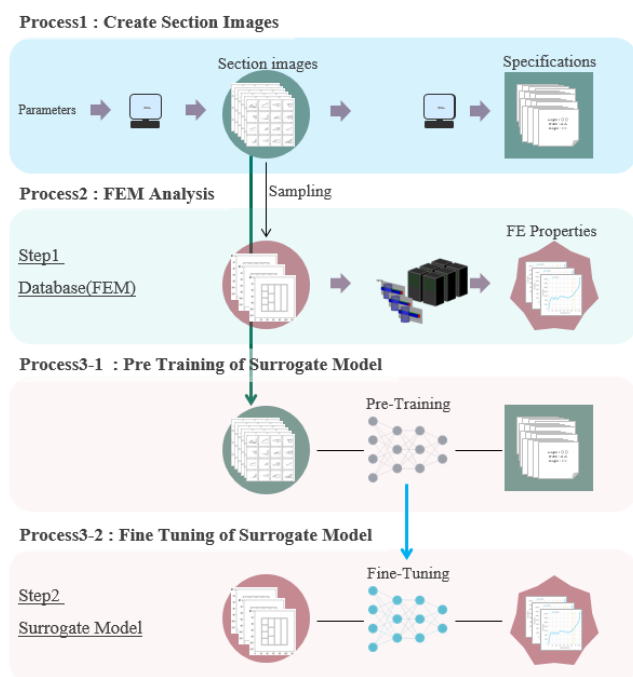 Process1 : Create Section Images
Section images
Specifications
Parameters
Process2 : FEM Analysis
Sampling
Step1
Database(FEM)
FE Properties
Process3-1 : Pre Training of Surrogate Model
Pre-Training
Process3-2 : Fine Tuning of Surrogate Model
Step2
Surrogate Model
Fine-Tuning